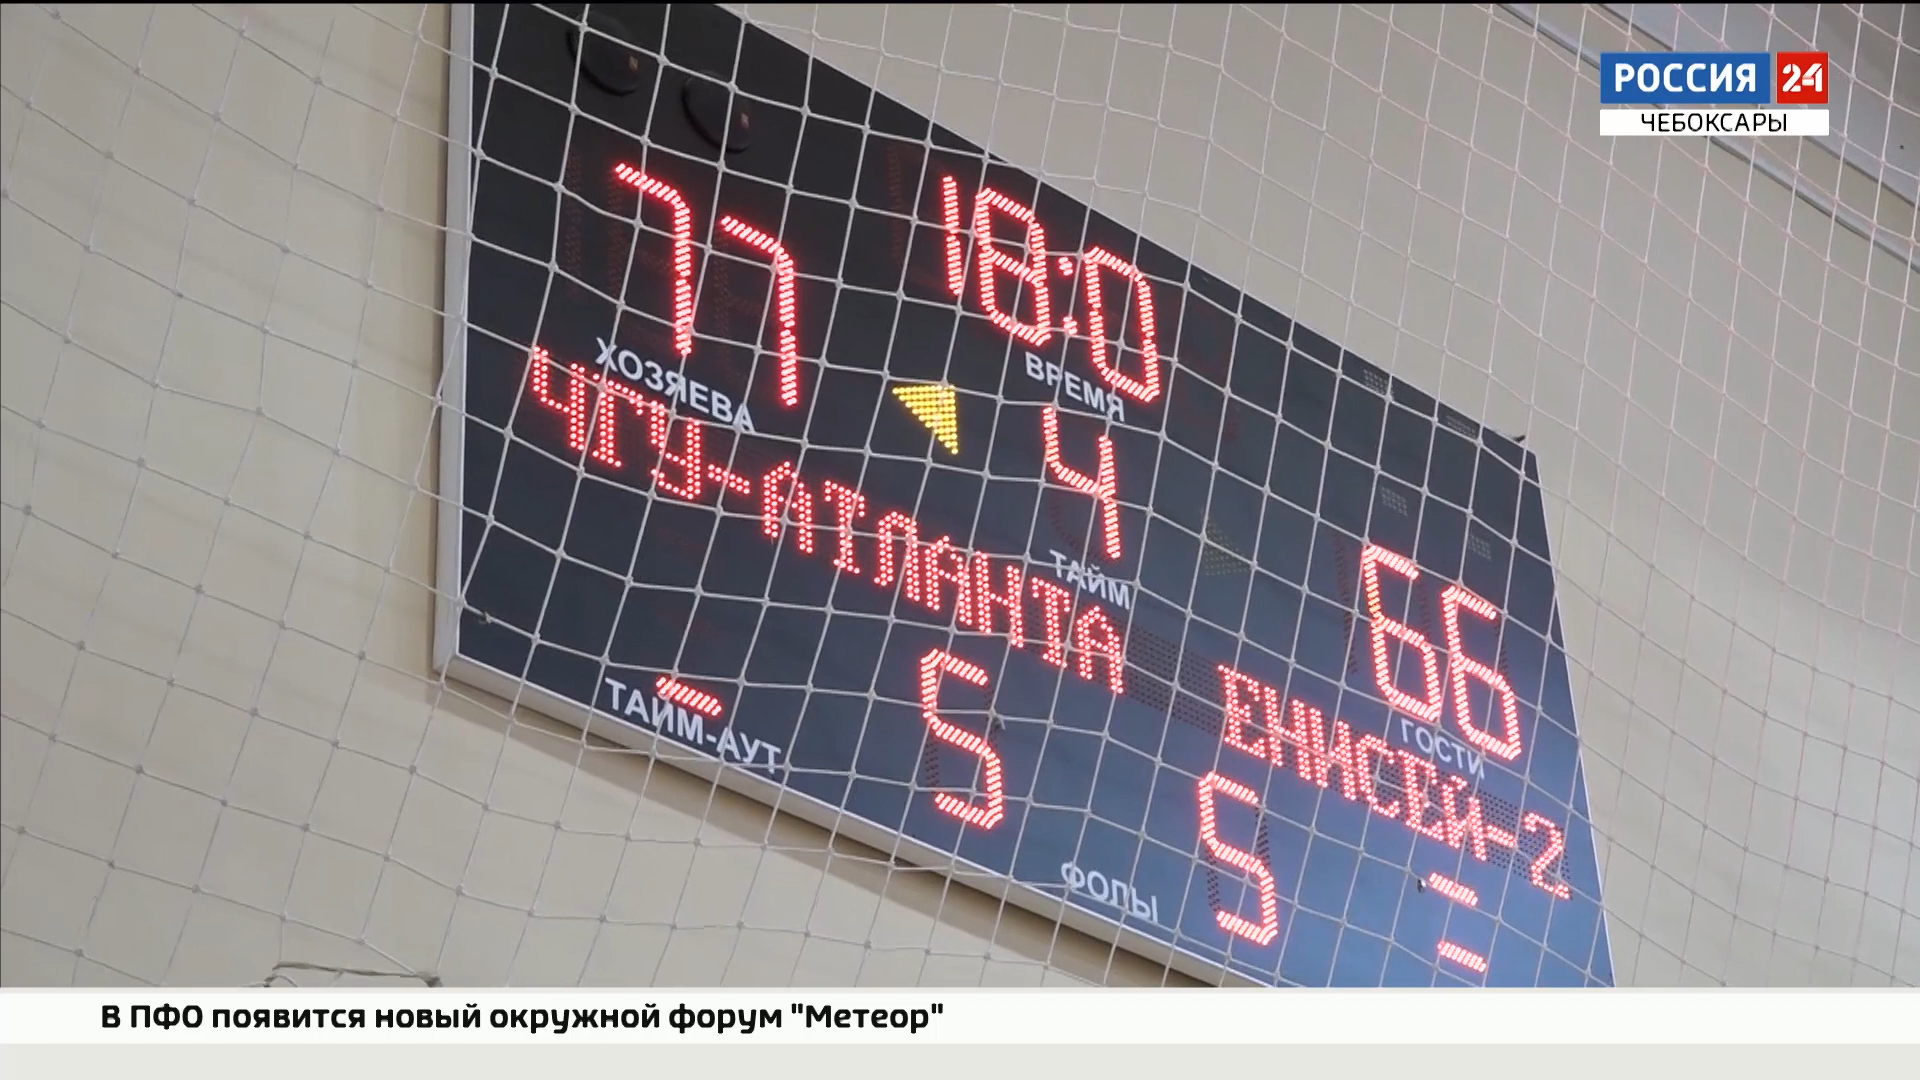 РОССИЯ 24
ЧЕБОКСАРЫ
77 18:0
ХОЗЯЕВА ВРЕМЯ
ЧГУ-АТЛАНТА 4
ТАЙМ
66
ГОСТИ
ЕНИСЕЙ-2
ТАЙМ-АУТ
5 5
ФОЛЫ
В ПФО появится новый окружной форум "Метеор"